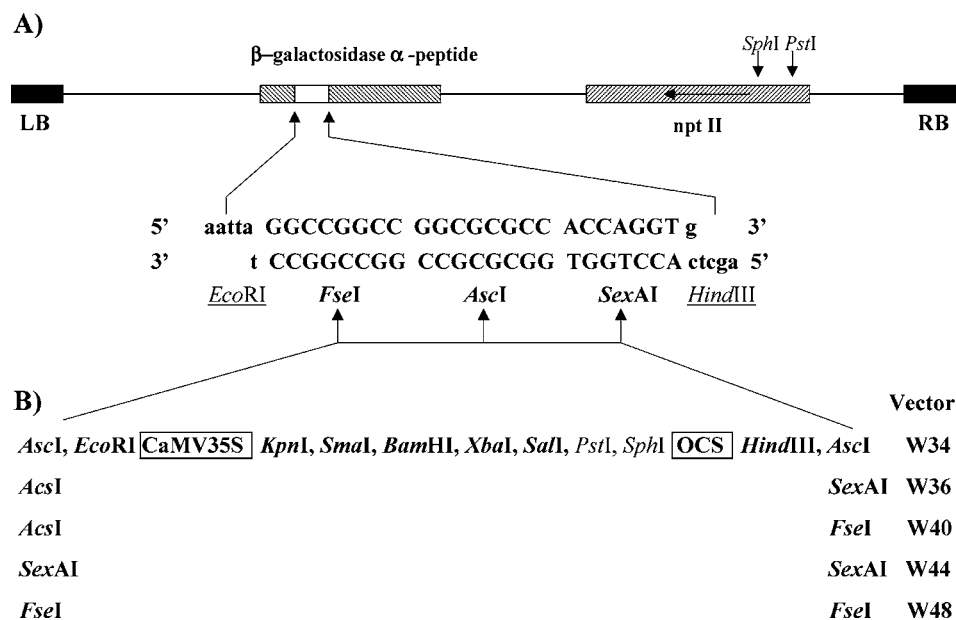 A)
β–galactosidase α -peptide
SphI PstI
LB
npt II
RB
5’ aatta GGCCGGCC GGCGCGCC ACCAGGT g 3’
3’ t CCGGCCGG CCGCGCGG TGGTCCA ctcga 5’
EcoRI FseI AscI SexAI HindIII
B)
Vector
AscI, EcoRI CaMV35S KpnI, SmaI, BamHI, XbaI, SalI, PstI, SphI OCS HindIII, AscI W34
AcsI SexAI W36
AcsI FseI W40
SexAI SexAI W44
FseI FseI W48